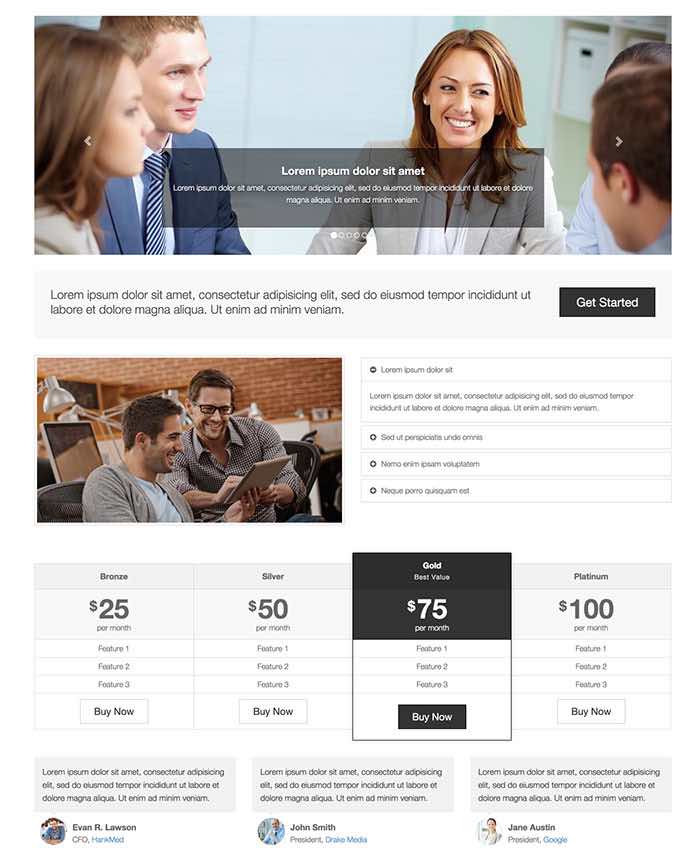 Lorem ipsum dolor sit amet
Lorem ipsum dolor sit amet, consectetur adipisicing elit, sed do eiusmod tempor incididunt ut labore et dolore
magna aliqua. Ut enim ad minim veniam.
Lorem ipsum dolor sit amet, consectetur adipisicing elit, sed do eiusmod tempor incididunt ut
labore et dolore magna aliqua. Ut enim ad minim veniam.
Get Started
Lorem ipsum dolor sit
Lorem ipsum dolor sit amet, consectetur adipisicing elit, sed do eiusmod tempor
incididunt ut labore et dolore magna aliqua. Ut enim ad minim veniam.
Sed ut perspiciatis unde omnis
Nemo enim ipsam voluptatem
Neque porro quisquam est
Bronze
$25
per month
Feature 1
Feature 2
Feature 3
Buy Now
Silver
$50
per month
Feature 1
Feature 2
Feature 3
Buy Now
Gold
Best Value
$75
per month
Feature 1
Feature 2
Feature 3
Buy Now
Platinum
$100
per month
Feature 1
Feature 2
Feature 3
Buy Now
Lorem ipsum dolor sit amet, consectetur adipisicing
elit, sed do eiusmod tempor incididunt ut labore et
dolore magna aliqua. Ut enim ad minim veniam.
Evan R. Lawson
CFO, HankMed
Lorem ipsum dolor sit amet, consectetur adipisicing
elit, sed do eiusmod tempor incididunt ut labore et
dolore magna aliqua. Ut enim ad minim veniam.
John Smith
President, Drake Media
Lorem ipsum dolor sit amet, consectetur adipisicing
elit, sed do eiusmod tempor incididunt ut labore et
dolore magna aliqua. Ut enim ad minim veniam.
Jane Austin
President, Google